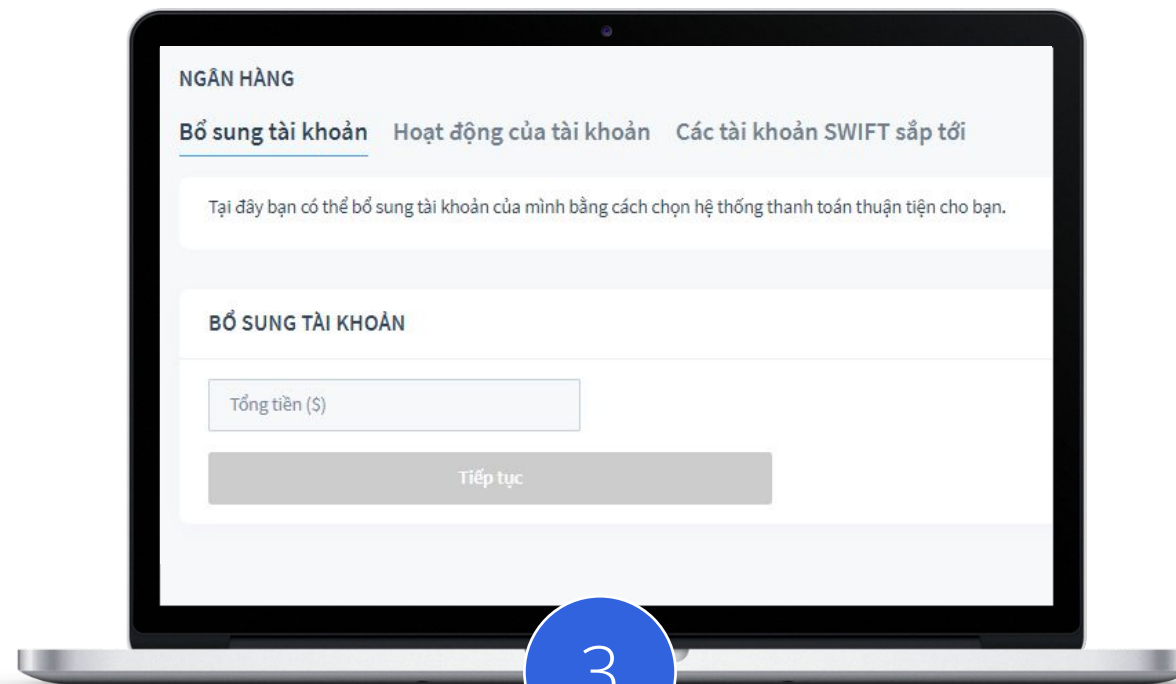 NGÂN HÀNG
Bổ sung tài khoản Hoạt động của tài khoản Các tài khoản SWIFT sắp tới
Tại đây bạn có thể bổ sung tài khoản của mình bằng cách chọn hệ thống thanh toán thuận tiện cho bạn.
BỔ SUNG TÀI KHOẢN
Tổng tiền ($)
Tiếp tục
3